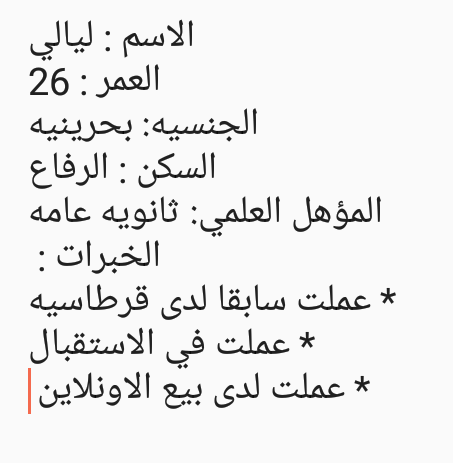 الاسم : ليالي
العمر : 26
الجنسيه: بحرينيه
السكن : الرفاع
المؤهل العلمي: ثانويه عامه
الخبرات :
* عملت سابقا لدى قرطاسيه
* عملت في الاستقبال
* عملت لدى بيع الاونلاين